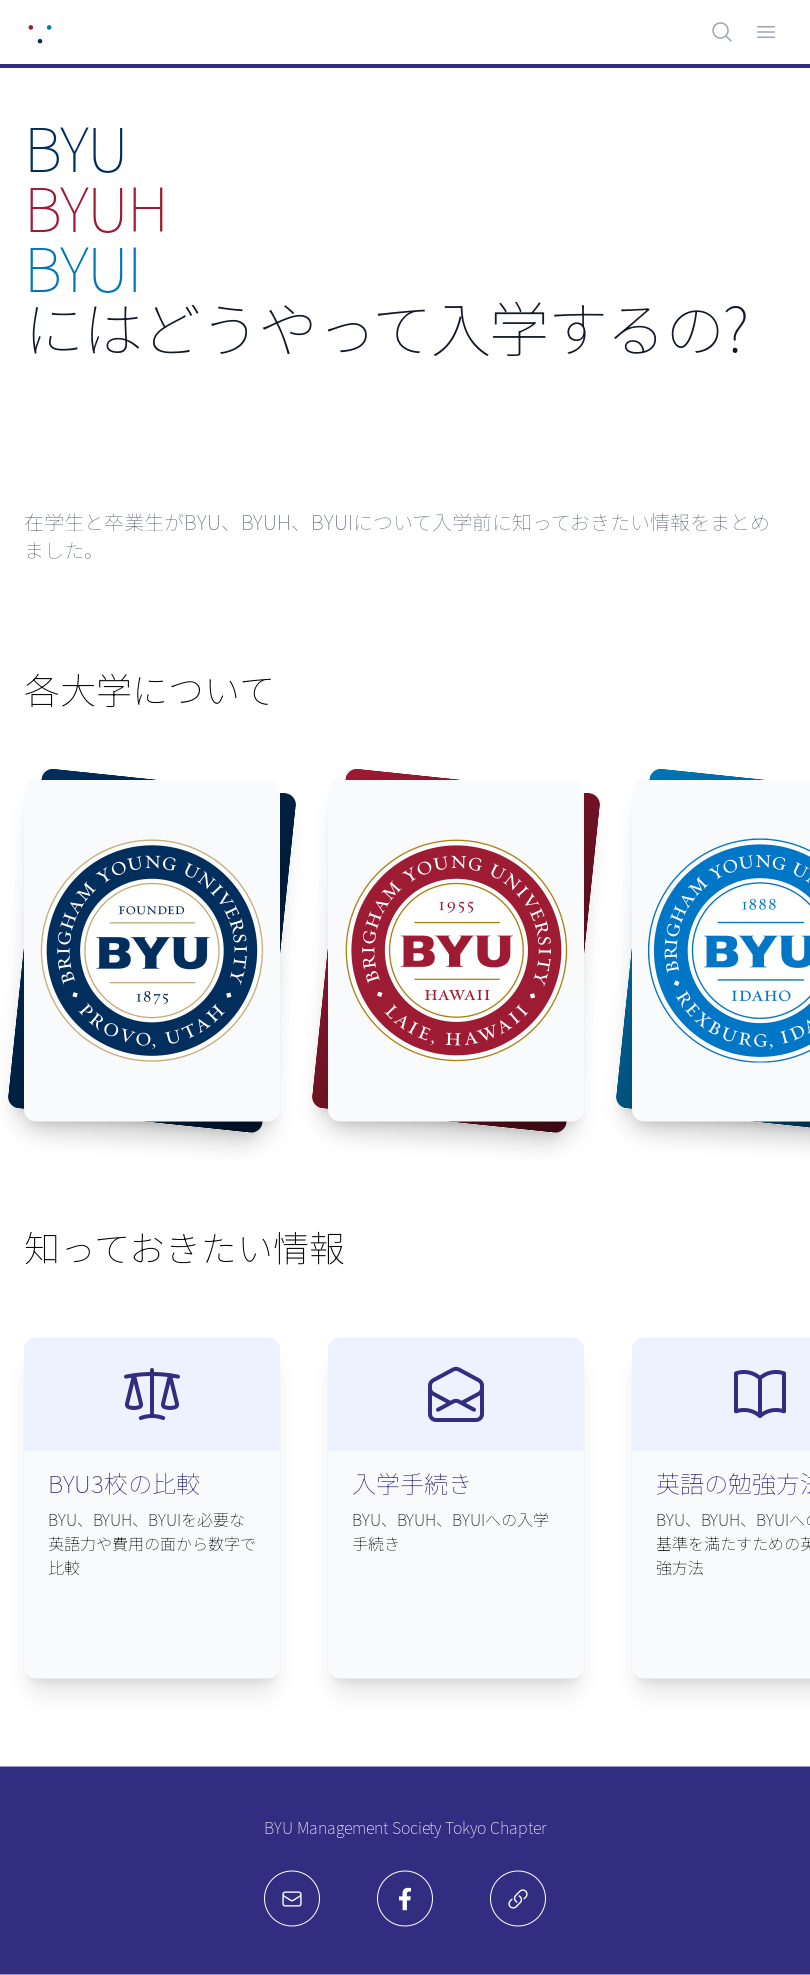 BYU
BYUH
BYUI
にはどうやって入学するの?
在学生と卒業生がBYU、BYUH、BYUIについて入学前に知っておきたい情報をまとめ
ました。
各大学について
BRIGHAM YOUNG UNIVERSITY
FOUNDED
BYU
1875
• PROVO, UTAH •
BRIGHAM YOUNG UNIVERSITY
1955
BYU
HAWAII
• LAIE, HAWAII •
BRIGHAM YOUNG UN
1888
BYU
IDAHO
• REXBURG, IDA
知っておきたい情報
BYU3校の比較
BYU、BYUH、BYUIを必要な
英語力や費用の面から数字で
比較
入学手続き
BYU、BYUH、BYUIへの入学
手続き
英語の勉強方法
BYU、BYUH、BYUIへの
基準を満たすための英
強方法
BYU Management Society Tokyo Chapter